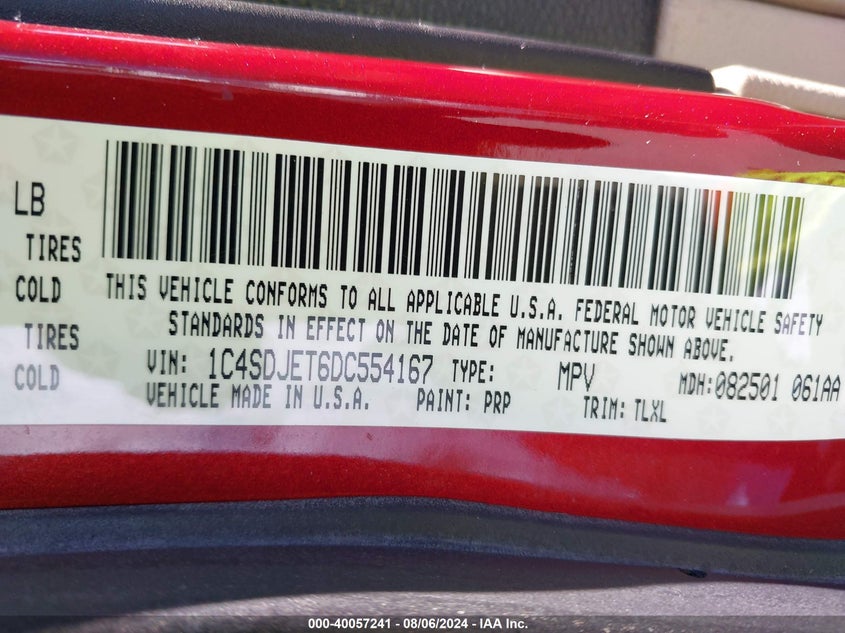 LB
TIRES
COLD
TIRES
COLD
THIS VEHICLE CONFORMS TO ALL APPLICABLE U.S.A. FEDERAL MOTOR VEHICLE SAFETY
STANDARDS IN EFFECT ON THE DATE OF MANUFACTURE SHOWN ABOVE.
VIN: 1C4SDJET6DC554167 TYPE: MPV MDH:082501 061AA
VEHICLE MADE IN U.S.A. PAINT: PRP TRIM: TLXL
000-40057241 - 08/06/2024 - IAA Inc.